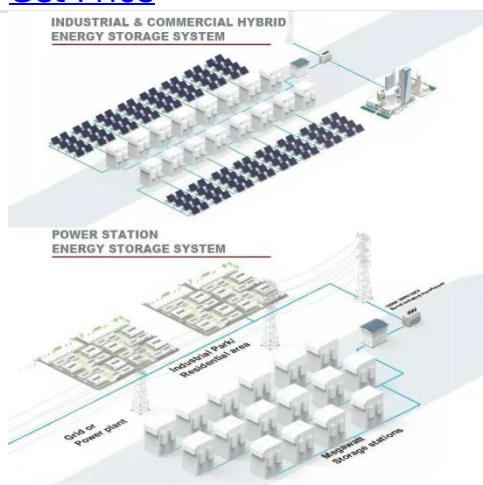 Get Price
INDUSTRIAL & COMMERCIAL HYBRID
ENERGY STORAGE SYSTEM
POWER STATION
ENERGY STORAGE SYSTEM
Industrial Park/
Residential area
Grid or
Power plant
Megawatt
Storage stations